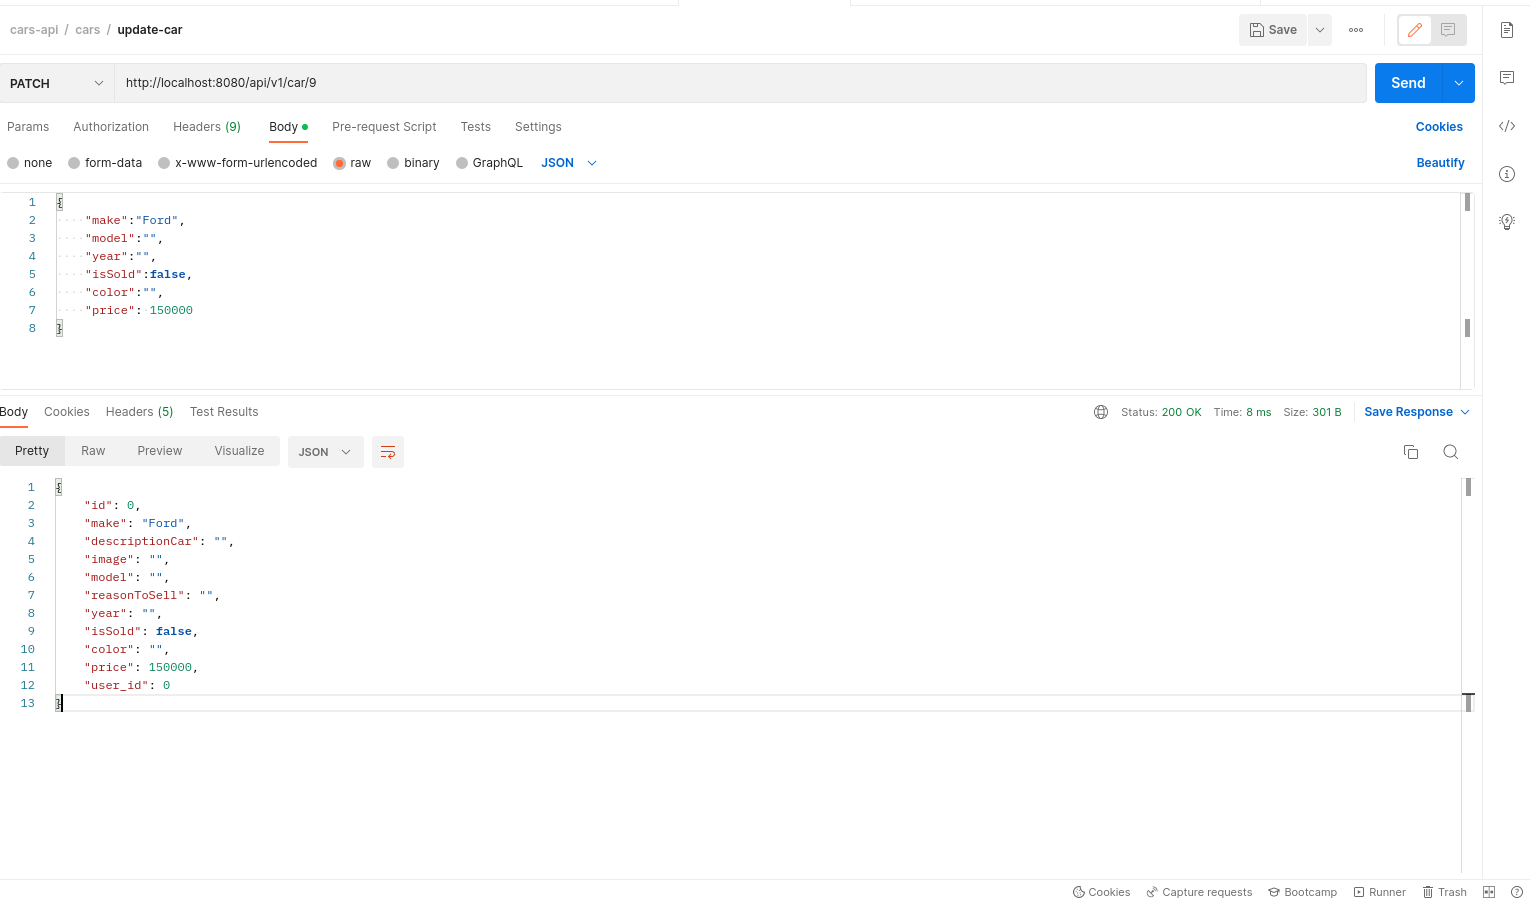 cars-api / cars / update-car
Save
PATCH
http://localhost:8080/api/v1/car/9
Send
Params Authorization Headers (9) Body Pre-request Script Tests Settings Cookies
none form-data x-www-form-urlencoded raw binary GraphQL JSON Beautify
1 {
2 ····"make":"Ford",
3 ····"model":"",
4 ····"year":"",
5 ····"isSold":false,
6 ····"color":"",
7 ····"price":·150000
8 }
Body Cookies Headers (5) Test Results Status: 200 OK Time: 8 ms Size: 301 B Save Response
Pretty Raw Preview Visualize JSON
1 {
2 "id": 0,
3 "make": "Ford",
4 "descriptionCar": "",
5 "image": "",
6 "model": "",
7 "reasonToSell": "",
8 "year": "",
9 "isSold": false,
10 "color": "",
11 "price": 150000,
12 "user_id": 0
13 }
Cookies Capture requests Bootcamp Runner Trash